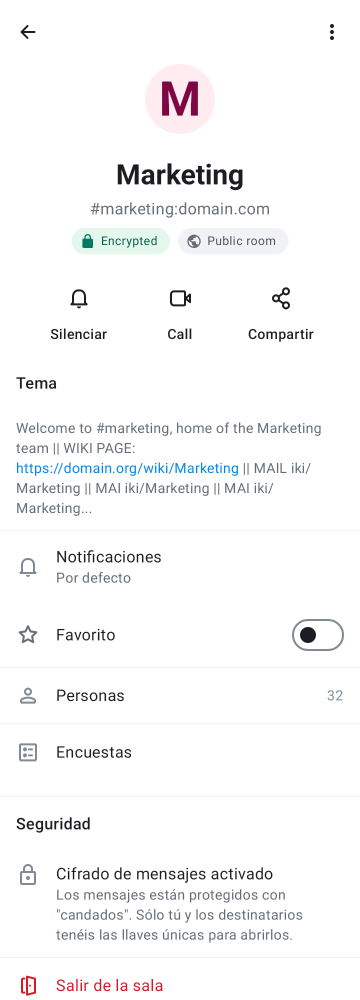 M
Marketing
#marketing:domain.com
Encrypted
Public room
Silenciar
Call
Compartir
Tema
Welcome to #marketing, home of the Marketing
team || WIKI PAGE:
https://domain.org/wiki/Marketing || MAIL iki/
Marketing || MAI iki/Marketing || MAI iki/
Marketing...
Notificaciones
Por defecto
Favorito
Personas
32
Encuestas
Seguridad
Cifrado de mensajes activado
Los mensajes están protegidos con
"candados". Sólo tú y los destinatarios
tenéis las llaves únicas para abrirlos.
Salir de la sala